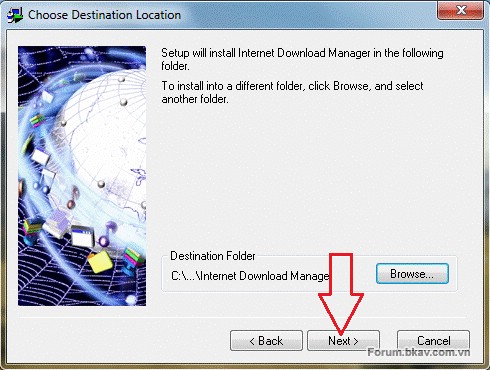 Choose Destination Location
Setup will install Internet Download Manager in the following
folder.
To install into a different folder, click Browse, and select
another folder.
Destination Folder
C:\...\Internet Download Manage
Browse...
< Back
Next >
Cancel
Forum.bkav.com.vn